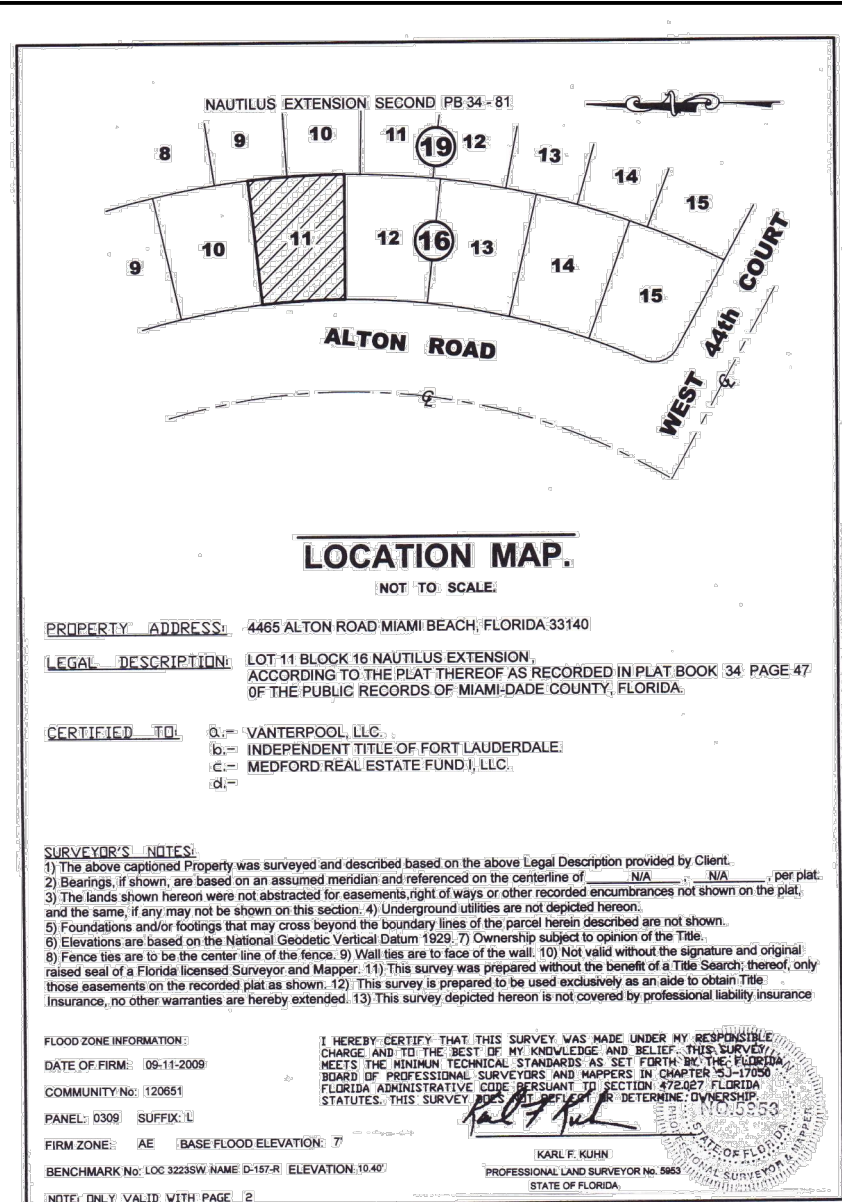 NAUTILUS EXTENSION SECOND PB 34 - 81
8 9 10 11 19 12 13 14 15
9 10 11 12 16 13 14 15
ALTON ROAD
WEST 44th COURT
LOCATION MAP.
NOT TO SCALE.
PROPERTY ADDRESS: 4465 ALTON ROAD MIAMI BEACH, FLORIDA 33140
LEGAL DESCRIPTION: LOT 11 BLOCK 16 NAUTILUS EXTENSION,
ACCORDING TO THE PLAT THEREOF AS RECORDED IN PLAT BOOK 34 PAGE 47
0F THE PUBLIC RECORDS OF MIAMI-DADE COUNTY, FLORIDA.
CERTIFIED TO: a.- VANTERPOOL, LLC.
b.- INDEPENDENT TITLE OF FORT LAUDERDALE.
c.- MEDFORD REAL ESTATE FUND I, LLC.
d.-
SURVEYOR'S NOTES:
1) The above captioned Property was surveyed and described based on the above Legal Description provided by Client.
2) Bearings, if shown, are based on an assumed meridian and referenced on the centerline of N/A , N/A , per plat.
3) The lands shown hereon were not abstracted for easements,right of ways or other recorded encumbrances not shown on the plat,
and the same, if any may not be shown on this section. 4) Underground utilities are not depicted hereon.
5) Foundations and/or footings that may cross beyond the boundary lines of the parcel herein described are not shown.
6) Elevations are based on the National Geodetic Vertical Datum 1929. 7) Ownership subject to opinion of the Title.
8) Fence ties are to be the center line of the fence. 9) Wall ties are to face of the wall. 10) Not valid without the signature and original
raised seal of a Florida licensed Surveyor and Mapper. 11) This survey was prepared without the benefit of a Title Search; thereof, only
those easements on the recorded plat as shown. 12) This survey is prepared to be used exclusively as an aide to obtain Title
Insurance, no other warranties are hereby extended. 13) This survey depicted hereon is not covered by professional liability insurance
FLOOD ZONE INFORMATION :
DATE OF FIRM: 09-11-2009
COMMUNITY No: 120651
PANEL: 0309 SUFFIX: L
FIRM ZONE: AE BASE FLOOD ELEVATION: 7'
BENCHMARK No: LOC 3223SW NAME D-157-R ELEVATION 10.40'
NOTE: ONLY VALID WITH PAGE 2
I HEREBY CERTIFY THAT THIS SURVEY WAS MADE UNDER MY RESPONSIBLE
CHARGE AND TO THE BEST OF MY KNOWLEDGE AND BELIEF. THIS SURVEY
MEETS THE MINIMUN TECHNICAL STANDARDS AS SET FORTH BY THE FLORIDA
BOARD OF PROFESSIONAL SURVEYORS AND MAPPERS IN CHAPTER 5J-17050
FLORIDA ADMINISTRATIVE CODE PERSUANT TO SECTION 472.027 FLORIDA
STATUTES. THIS SURVEY DOES NOT REFLECT OR DETERMINE OWNERSHIP.
Karl F Kuhn
KARL F. KUHN
PROFESSIONAL LAND SURVEYOR No. 5953
STATE OF FLORIDA
NO.5953
STATE OF FLORIDA
PROFESSIONAL SURVEYOR & MAPPER